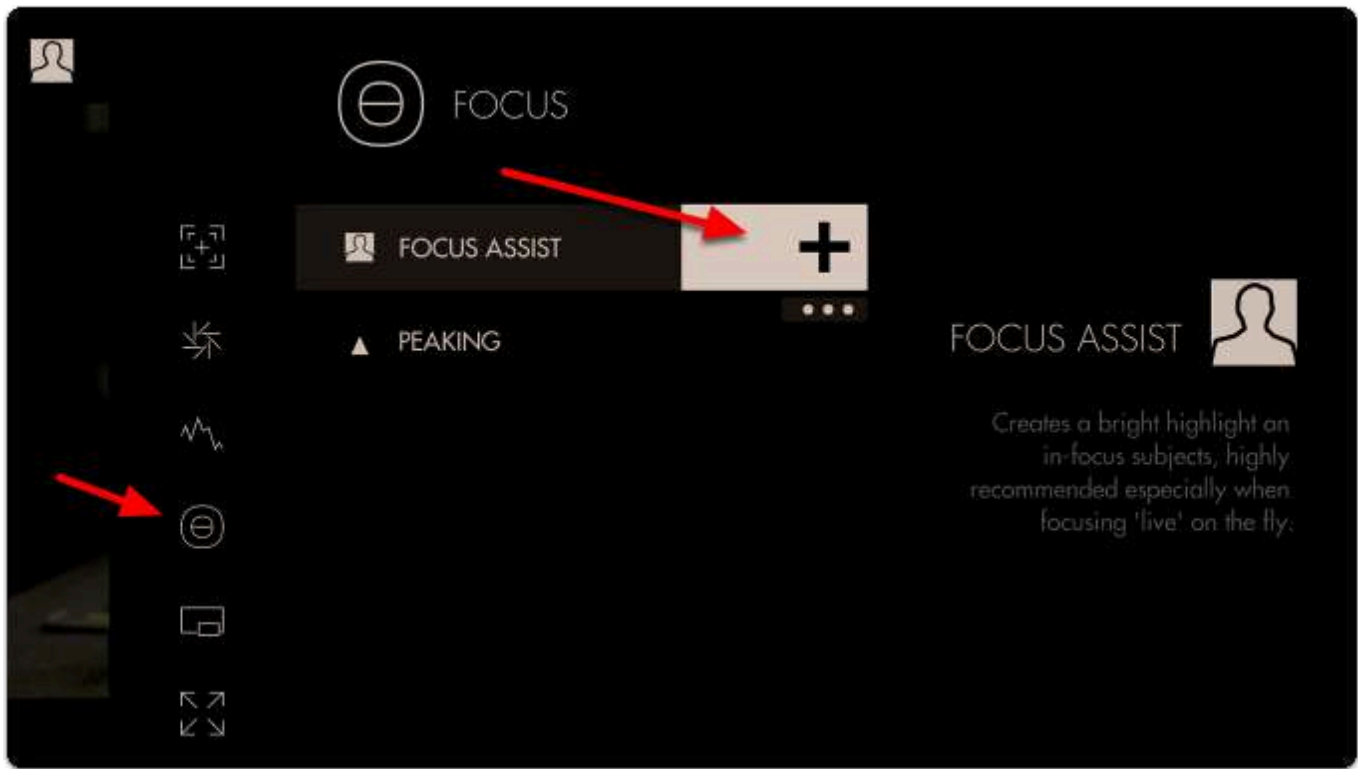 FOCUS
FOCUS ASSIST
PEAKING
FOCUS ASSIST
Creates a bright highlight an
in-focus subjects, highly
recommended especially when
focusing 'live' on the fly.